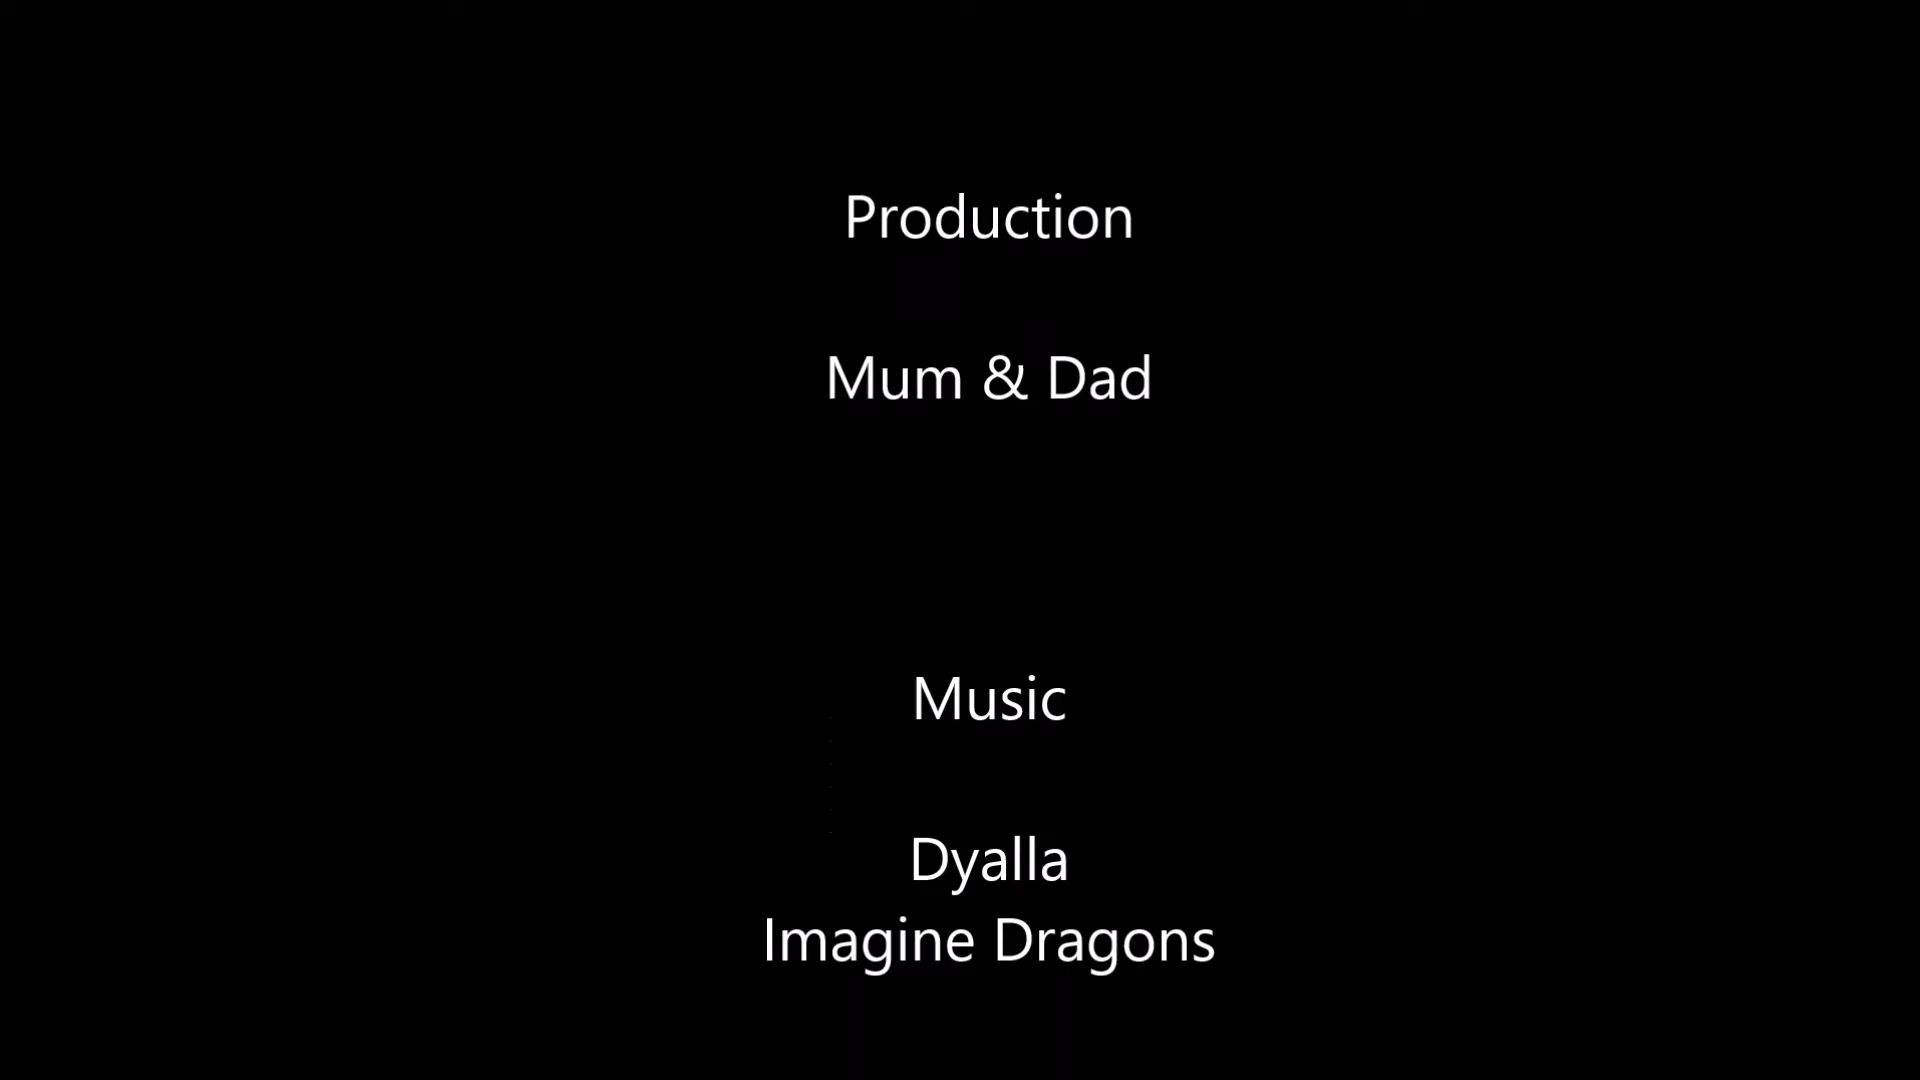 Production
Mum & Dad
Music
Dyalla
Imagine Dragons